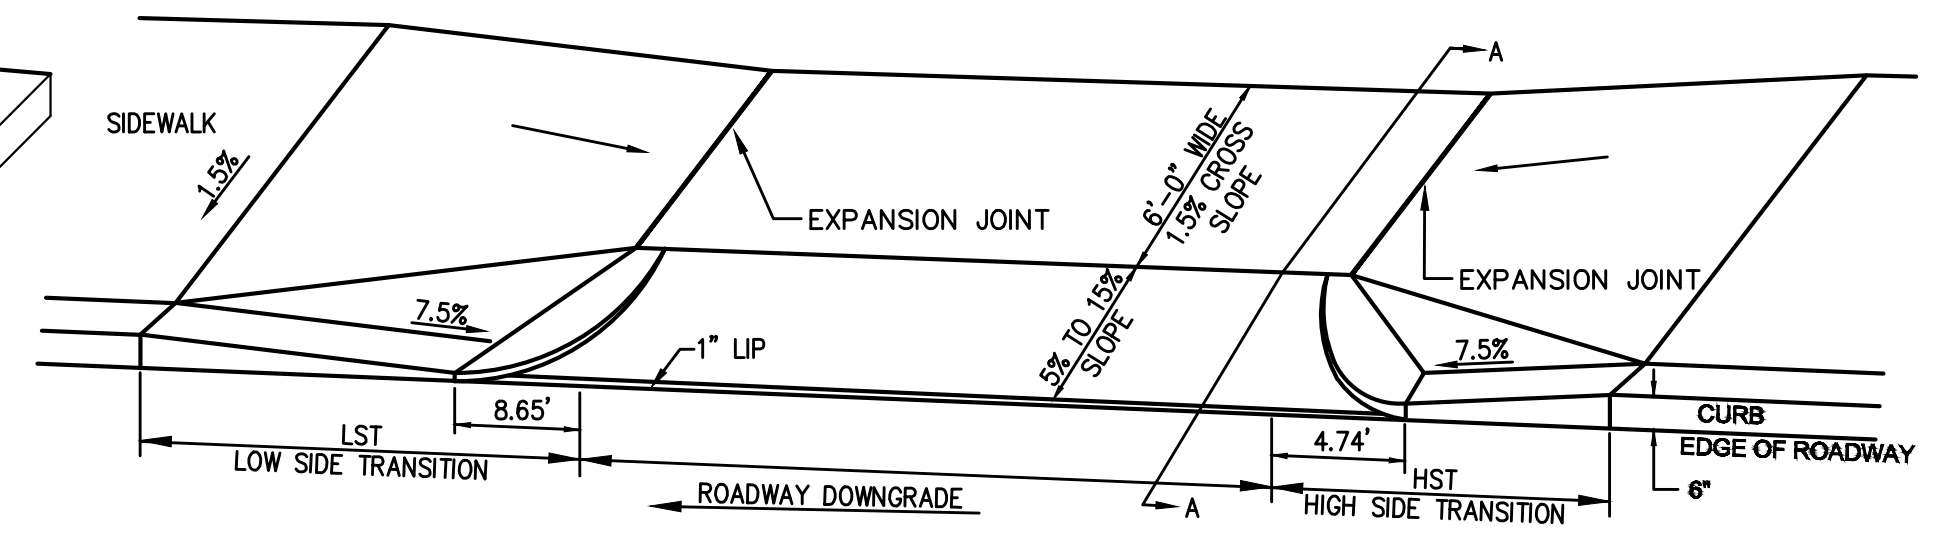 A
SIDEWALK
1.5%
6'-0" WIDE
1.5% CROSS
SLOPE
EXPANSION JOINT
EXPANSION JOINT
7.5%
5% TO 15%
SLOPE
1" LIP
7.5%
8.65'
4.74'
CURB
EDGE OF ROADWAY
6"
LST
LOW SIDE TRANSITION
ROADWAY DOWNGRADE
A
HST
HIGH SIDE TRANSITION